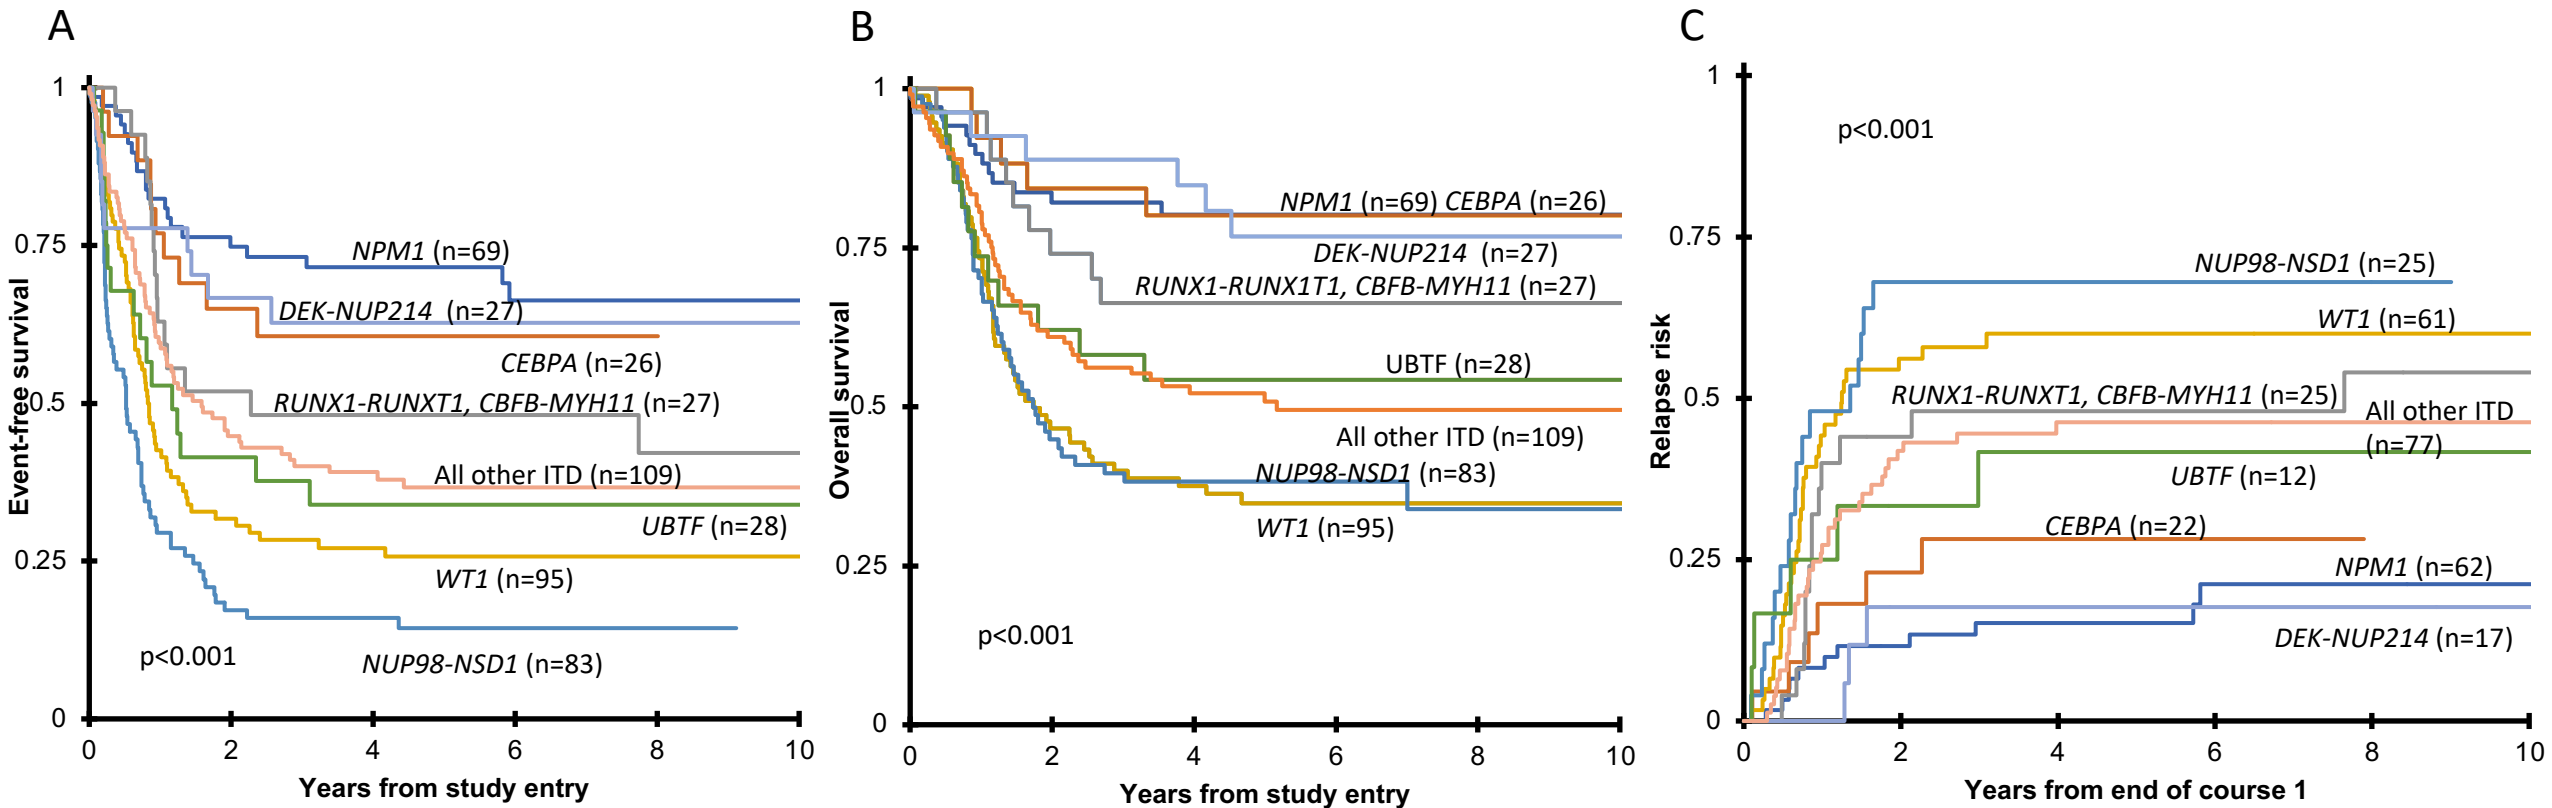 A
Event-free survival
1
0.75
0.5
0.25
0
NPM1 (n=69)
DEK-NUP214 (n=27)
CEBPA (n=26)
RUNX1-RUNXT1, CBFB-MYH11 (n=27)
All other ITD (n=109)
UBTF (n=28)
WT1 (n=95)
p<0.001
NUP98-NSD1 (n=83)
0 2 4 6 8 10
Years from study entry
B
Overall survival
1
0.75
0.5
0.25
0
NPM1 (n=69) CEBPA (n=26)
DEK-NUP214 (n=27)
RUNX1-RUNX1T1, CBFB-MYH11 (n=27)
UBTF (n=28)
All other ITD (n=109)
NUP98-NSD1 (n=83)
WT1 (n=95)
p<0.001
0 2 4 6 8 10
Years from study entry
C
Relapse risk
1
0.75
0.5
0.25
0
p<0.001
NUP98-NSD1 (n=25)
WT1 (n=61)
RUNX1-RUNXT1, CBFB-MYH11 (n=25)
All other ITD
(n=77)
UBTF (n=12)
CEBPA (n=22)
NPM1 (n=62)
DEK-NUP214 (n=17)
0 2 4 6 8 10
Years from end of course 1